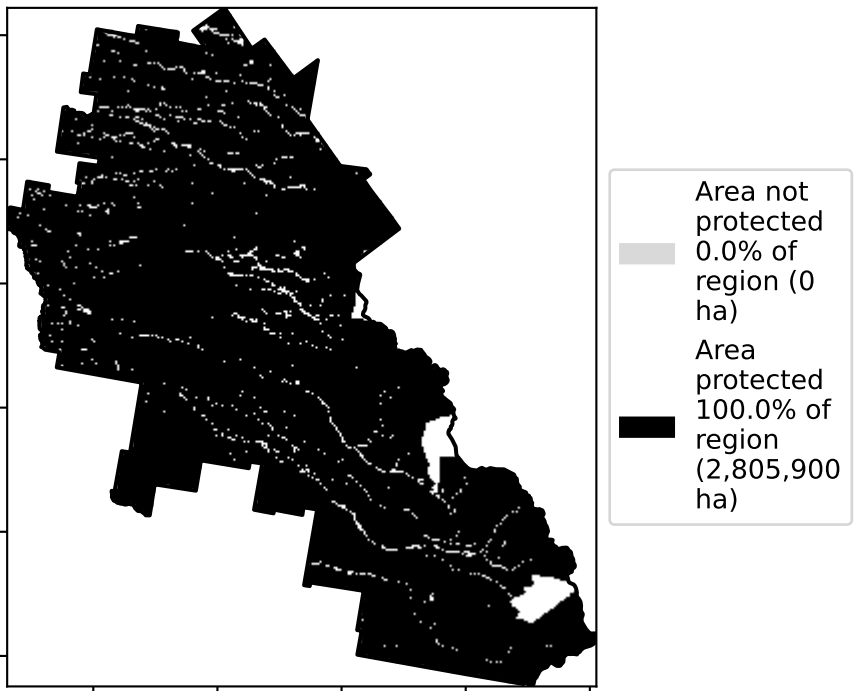 Area not
protected
0.0% of
region (0
ha)
Area
protected
100.0% of
region
(2,805,900
ha)